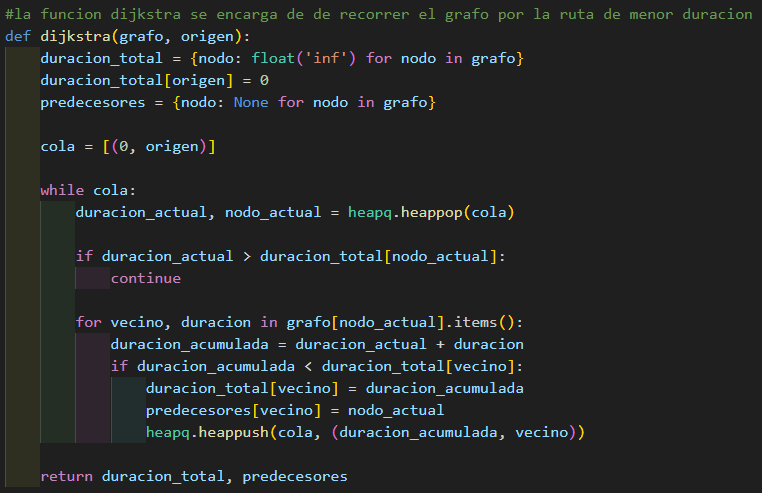 #la funcion dijkstra se encarga de de recorrer el grafo por la ruta de menor duracion
def dijkstra(grafo, origen):
    duracion_total = {nodo: float('inf') for nodo in grafo}
    duracion_total[origen] = 0
    predecesores = {nodo: None for nodo in grafo}

    cola = [(0, origen)]

    while cola:
        duracion_actual, nodo_actual = heapq.heappop(cola)

        if duracion_actual > duracion_total[nodo_actual]:
            continue

        for vecino, duracion in grafo[nodo_actual].items():
            duracion_acumulada = duracion_actual + duracion
            if duracion_acumulada < duracion_total[vecino]:
                duracion_total[vecino] = duracion_acumulada
                predecesores[vecino] = nodo_actual
                heapq.heappush(cola, (duracion_acumulada, vecino))

    return duracion_total, predecesores